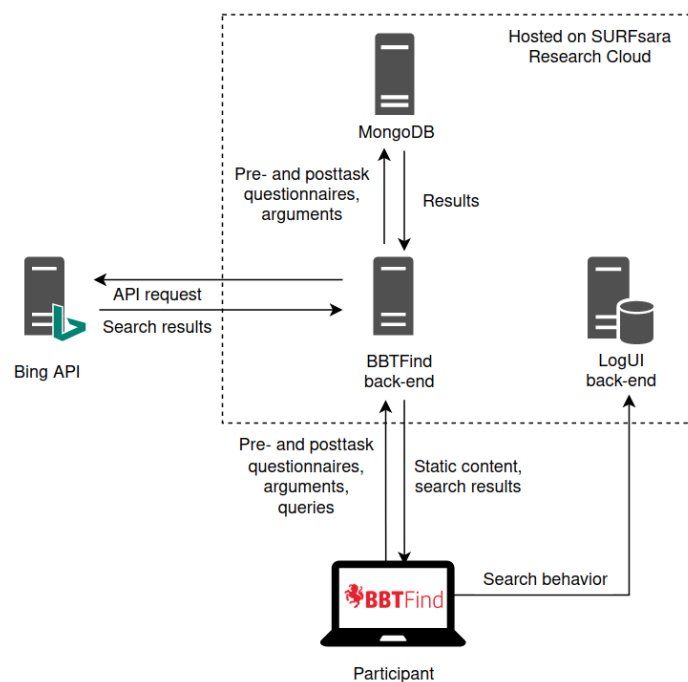 Hosted on SURFsara
Research Cloud
MongoDB
Pre- and posttask
questionnaires,
arguments
Results
API request
Search results
Bing API
BBTFind
back-end
LogUI
back-end
Pre- and posttask
questionnaires,
arguments,
queries
Static content,
search results
BBTFind
Search behavior
Participant